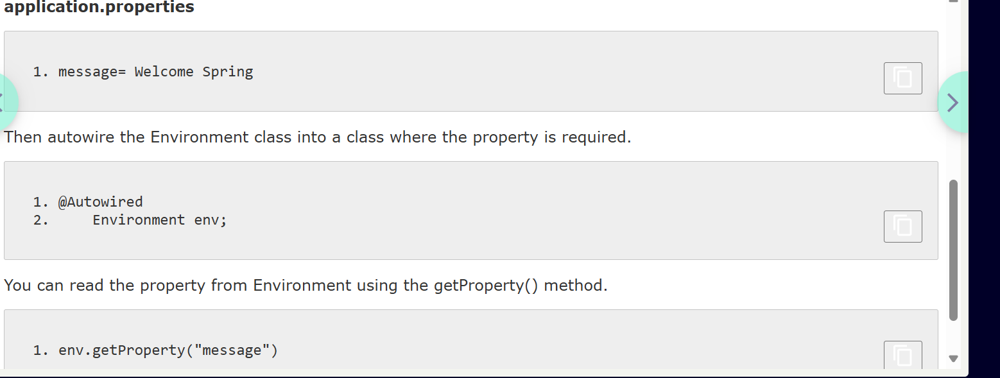 application.properties
1. message= Welcome Spring
Then autowire the Environment class into a class where the property is required.
1. @Autowired
2.     Environment env;
You can read the property from Environment using the getProperty() method.
1. env.getProperty("message")